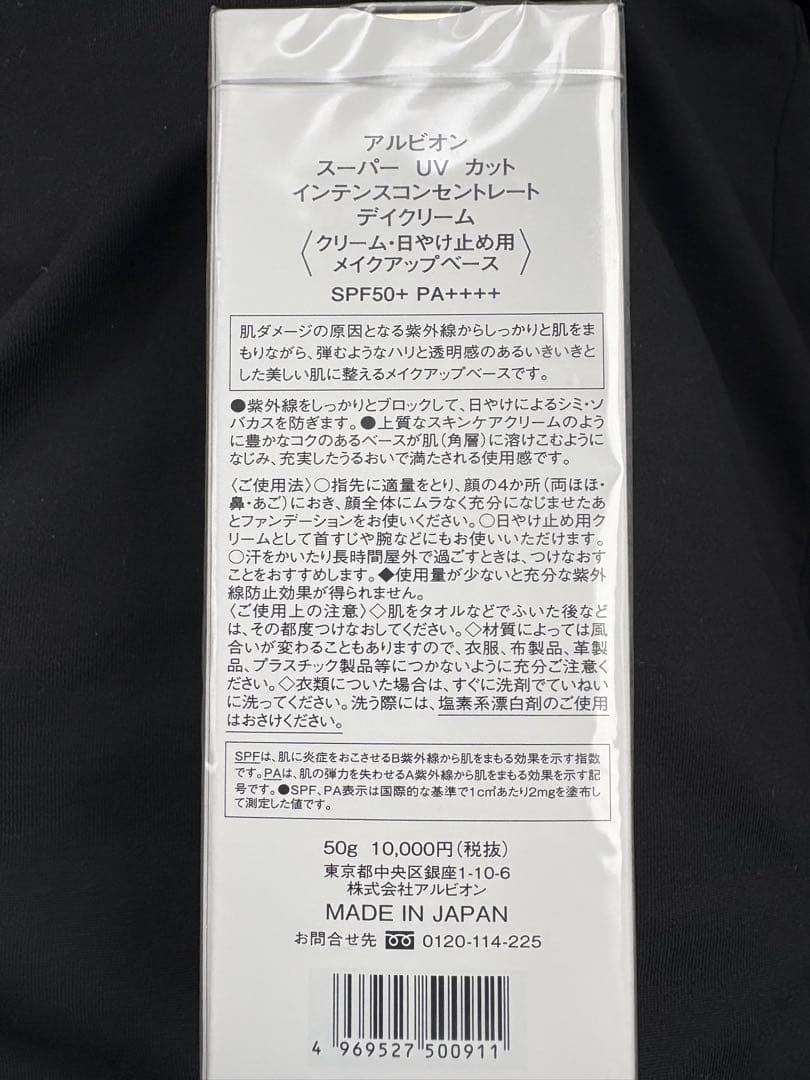 アルビオン
スーパー UV カット
インテンスコンセントレート
デイクリーム
〈クリーム・日やけ止め用
メイクアップベース〉
SPF50+ PA++++
肌ダメージの原因となる紫外線からしっかりと肌をま
もりながら、弾むようなハリと透明感のあるいきいきと
した美しい肌に整えるメイクアップベースです。
●紫外線をしっかりとブロックして、日やけによるシミ・ソ
バカスを防ぎます。●上質なスキンケアクリームのよう
に豊かなコクのあるベースが肌（角層）に溶けこむように
なじみ、充実したうるおいで満たされる使用感です。
〈ご使用法〉○指先に適量をとり、顔の4か所（両ほほ・
鼻・あご）におき、顔全体にムラなく充分になじませたあ
とファンデーションをお使いください。○日やけ止め用ク
リームとして首すじや腕などにもお使いいただけます。
○汗をかいたり長時間屋外で過ごすときは、つけなおす
ことをおすすめします。◆使用量が少ないと充分な紫外
線防止効果が得られません。
〈ご使用上の注意〉◇肌をタオルなどでふいた後など
は、その都度つけなおしてください。◇材質によっては風
合いが変わることもありますので、衣服、布製品、革製
品、プラスチック製品等につかないように充分ご注意く
ださい。◇衣類についた場合は、すぐに洗剤でていねい
に洗ってください。洗う際には、塩素系漂白剤のご使用
はおさけください。
SPFは、肌に炎症をおこさせるB紫外線から肌をまもる効果を示す指数
です。PAは、肌の弾力を失わせるA紫外線から肌をまもる効果を示す記
号です。●SPF、PA表示は国際的な基準で1㎠あたり2mgを塗布し
て測定した値です。
50g 10,000円（税抜）
東京都中央区銀座1-10-6
株式会社アルビオン
MADE IN JAPAN
お問合せ先 0120-114-225
4 969527 500911